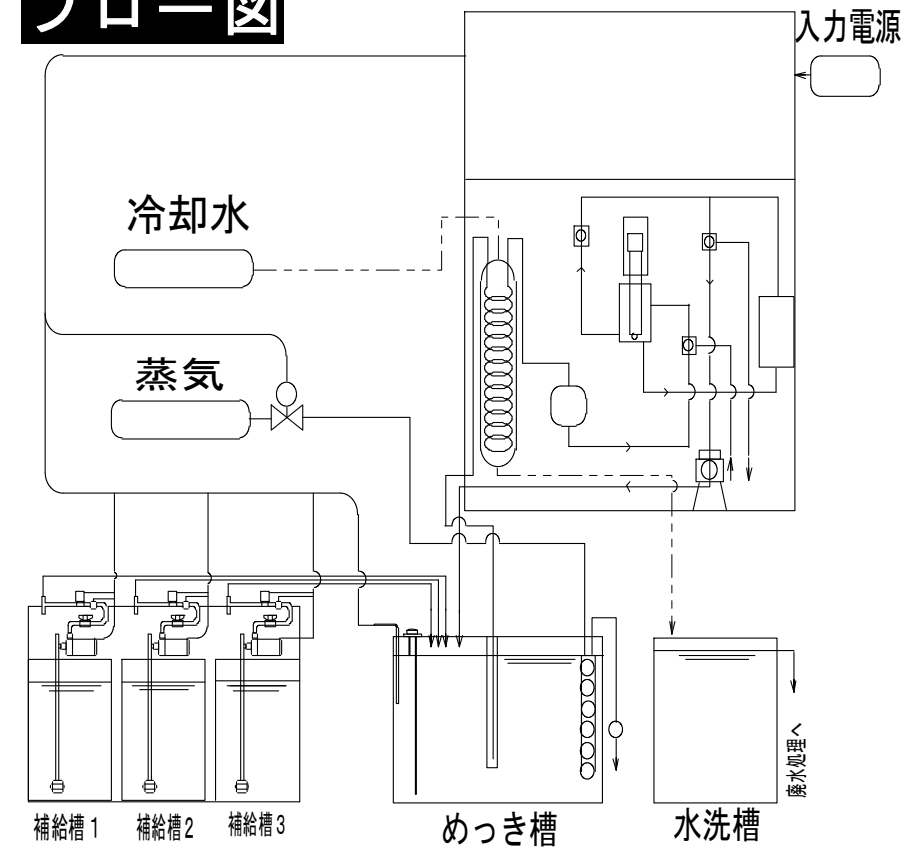 フロー図
入力電源
冷却水
蒸気
補給槽1
補給槽2
補給槽3
めっき槽
水洗槽
廃水処理へ